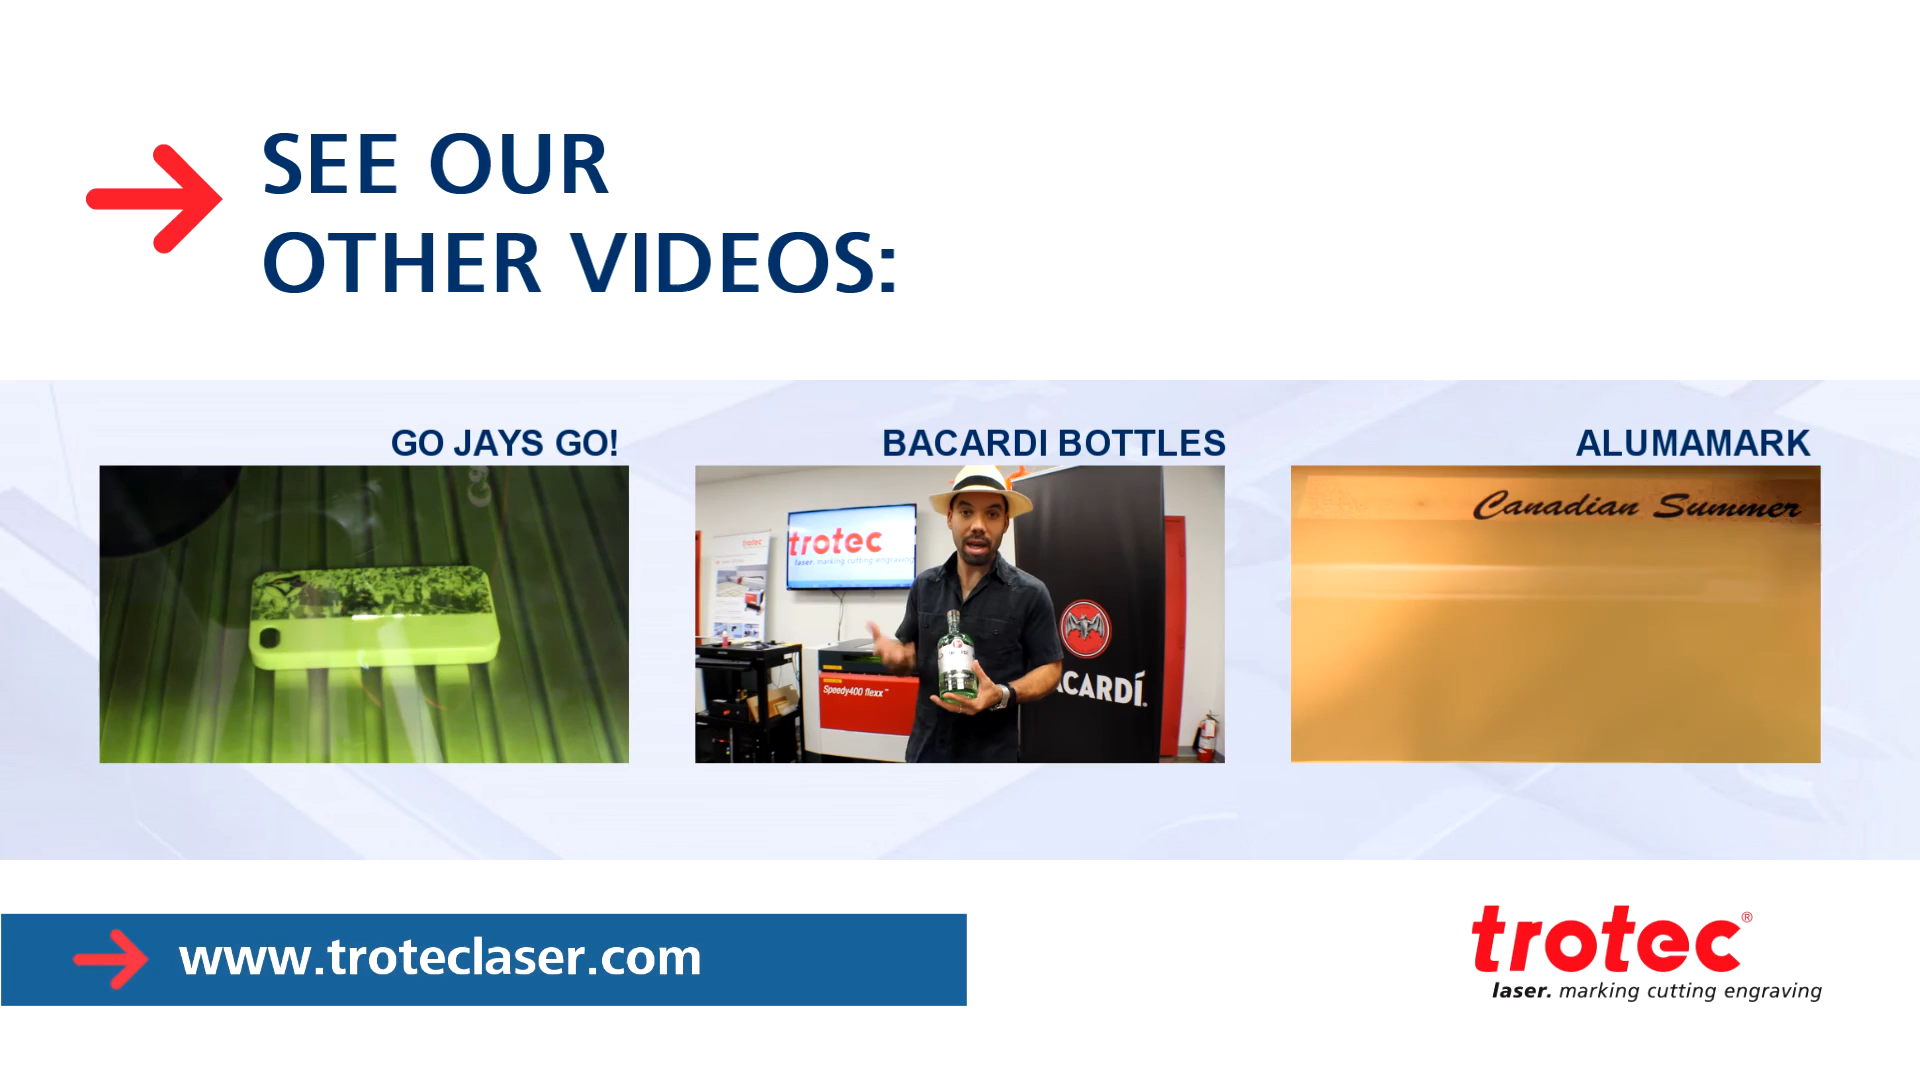 SEE OUR
OTHER VIDEOS:
GO JAYS GO!
BACARDI BOTTLES
ALUMAMARK
Canadian Summer
trotec
laser. marking cutting engraving
Speedy400 flexx™
CARDÍ.
www.troteclaser.com
trotec®
laser. marking cutting engraving